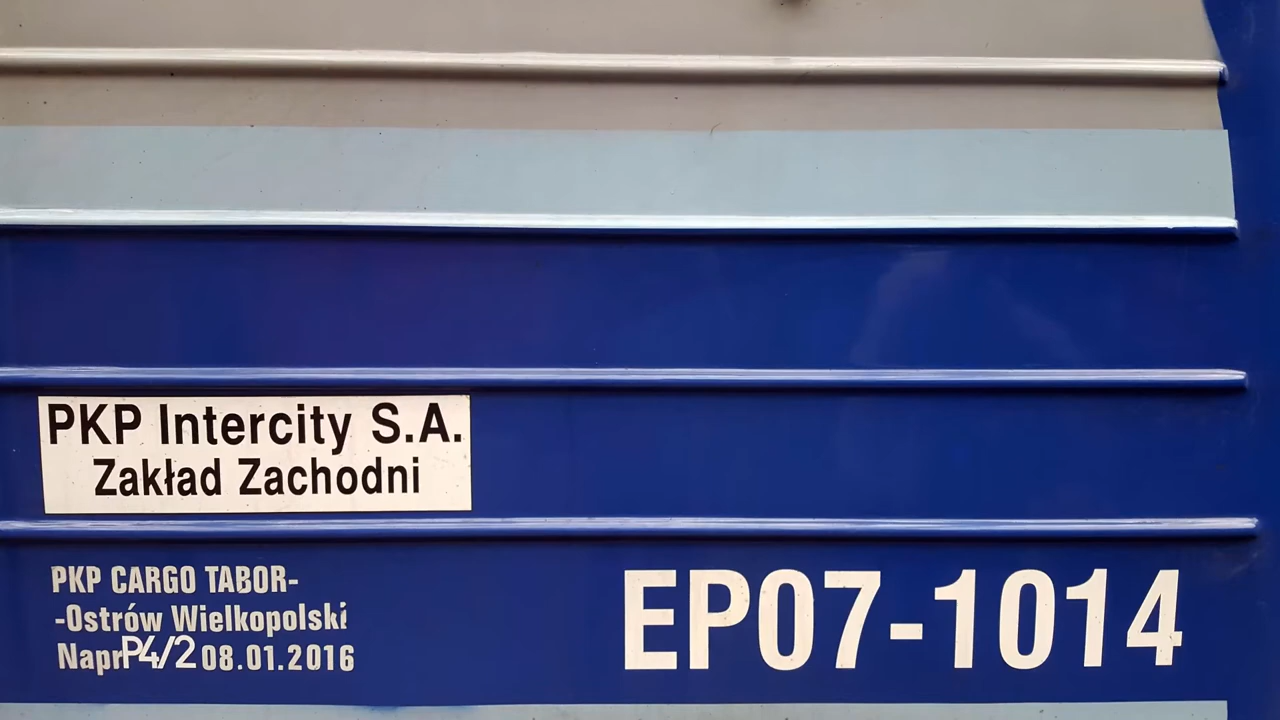 PKP Intercity S.A.
Zakład Zachodni
PKP CARGO TABOR-
-Ostrów Wielkopolski
NaprP4/2 08.01.2016
EP07-1014